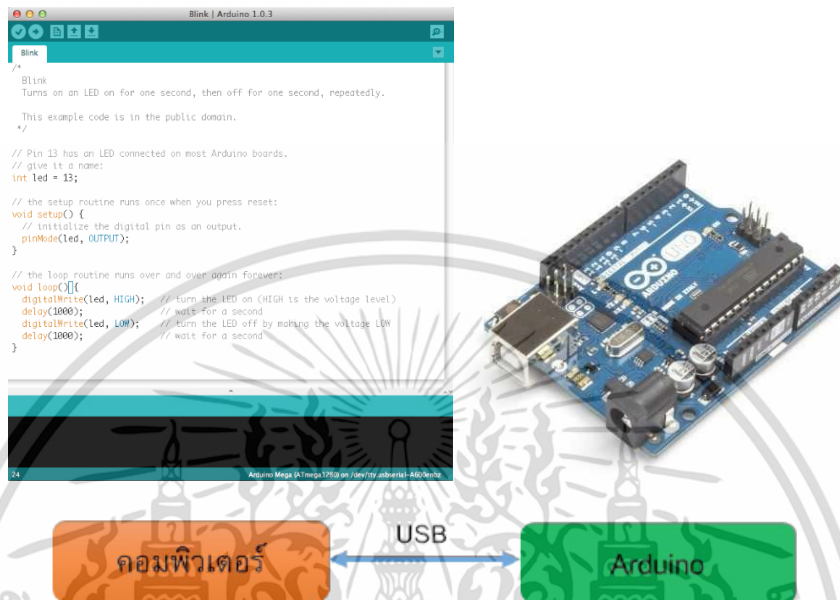 Blink | Arduino 1.0.3
Blink
/*
  Blink
  Turns on an LED on for one second, then off for one second, repeatedly.

  This example code is in the public domain.
 */

// Pin 13 has an LED connected on most Arduino boards.
// give it a name:
int led = 13;

// the setup routine runs once when you press reset:
void setup() {
  // initialize the digital pin as an output.
  pinMode(led, OUTPUT);
}

// the loop routine runs over and over again forever:
void loop() {
  digitalWrite(led, HIGH);   // turn the LED on (HIGH is the voltage level)
  delay(1000);               // wait for a second
  digitalWrite(led, LOW);    // turn the LED off by making the voltage LOW
  delay(1000);               // wait for a second
}
24
Arduino Mega (ATmega1280) on /dev/tty.usbserial-A600enbz
UNO
ARDUINO
MADE IN ITALY
คอมพิวเตอร์
USB
Arduino